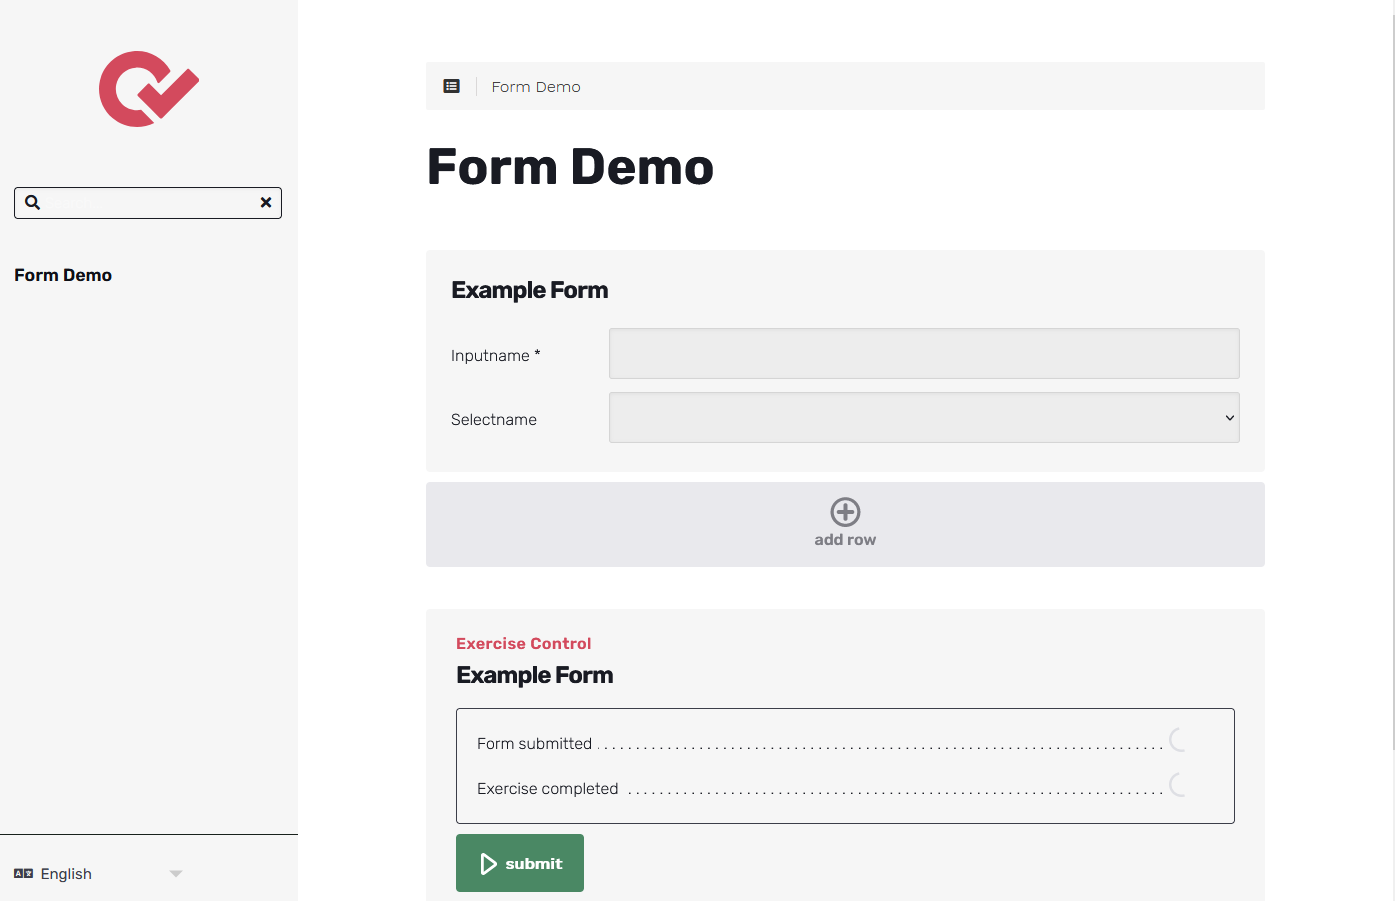 Form Demo
Form Demo
Form Demo
Example Form
Inputname *
Selectname
add row
Exercise Control
Example Form
Form submitted
Exercise completed
submit
English